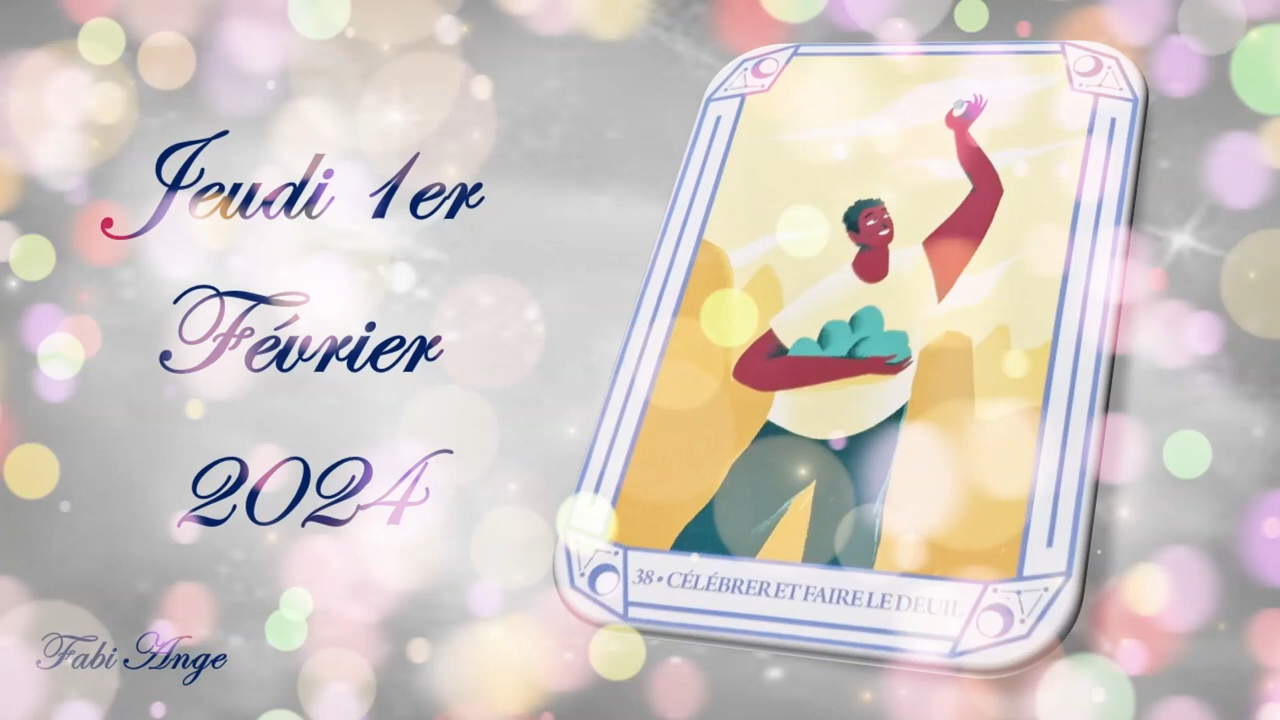 Jeudi 1er
Février
2024
38 • CÉLÉBRER ET FAIRE LE DEUIL
Fabi Ange